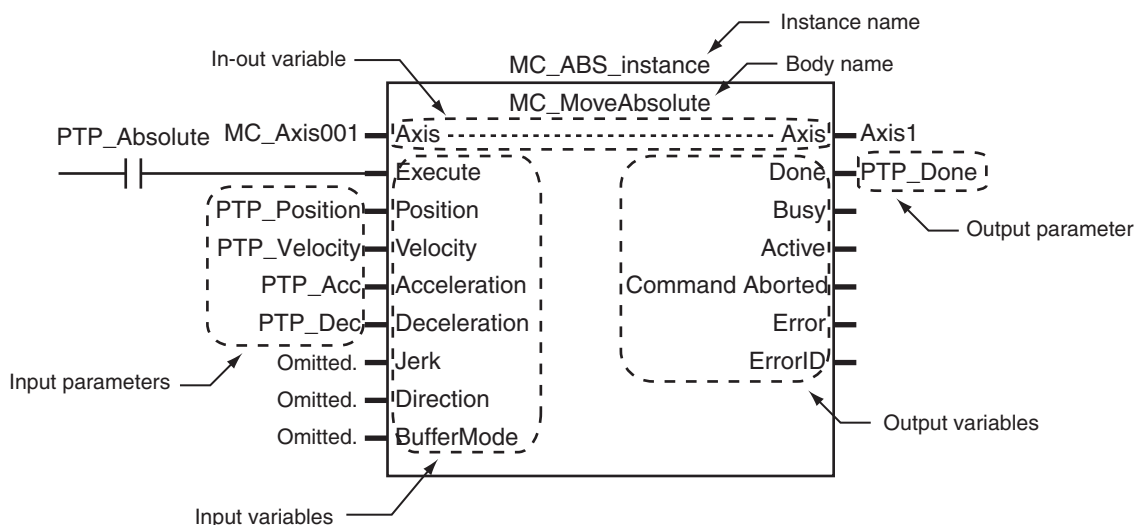 Instance name
In-out variable
MC_ABS_instance
Body name
MC_MoveAbsolute
PTP_Absolute
MC_Axis001
Axis
Axis
Axis1
Execute
Done
PTP_Done
PTP_Position
Position
Busy
Output parameter
PTP_Velocity
Velocity
Active
PTP_Acc
Acceleration
Command Aborted
PTP_Dec
Deceleration
Error
Omitted.
Jerk
ErrorID
Input parameters
Omitted.
Direction
Output variables
Omitted.
BufferMode
Input variables